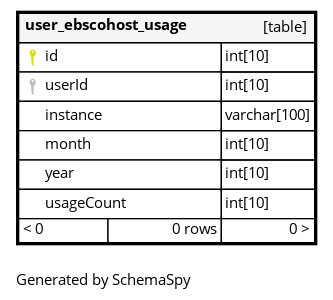 user_ebscohost_usage [table]
id int[10]
userId int[10]
instance varchar[100]
month int[10]
year int[10]
usageCount int[10]
< 0 0 rows 0 >
Generated by SchemaSpy